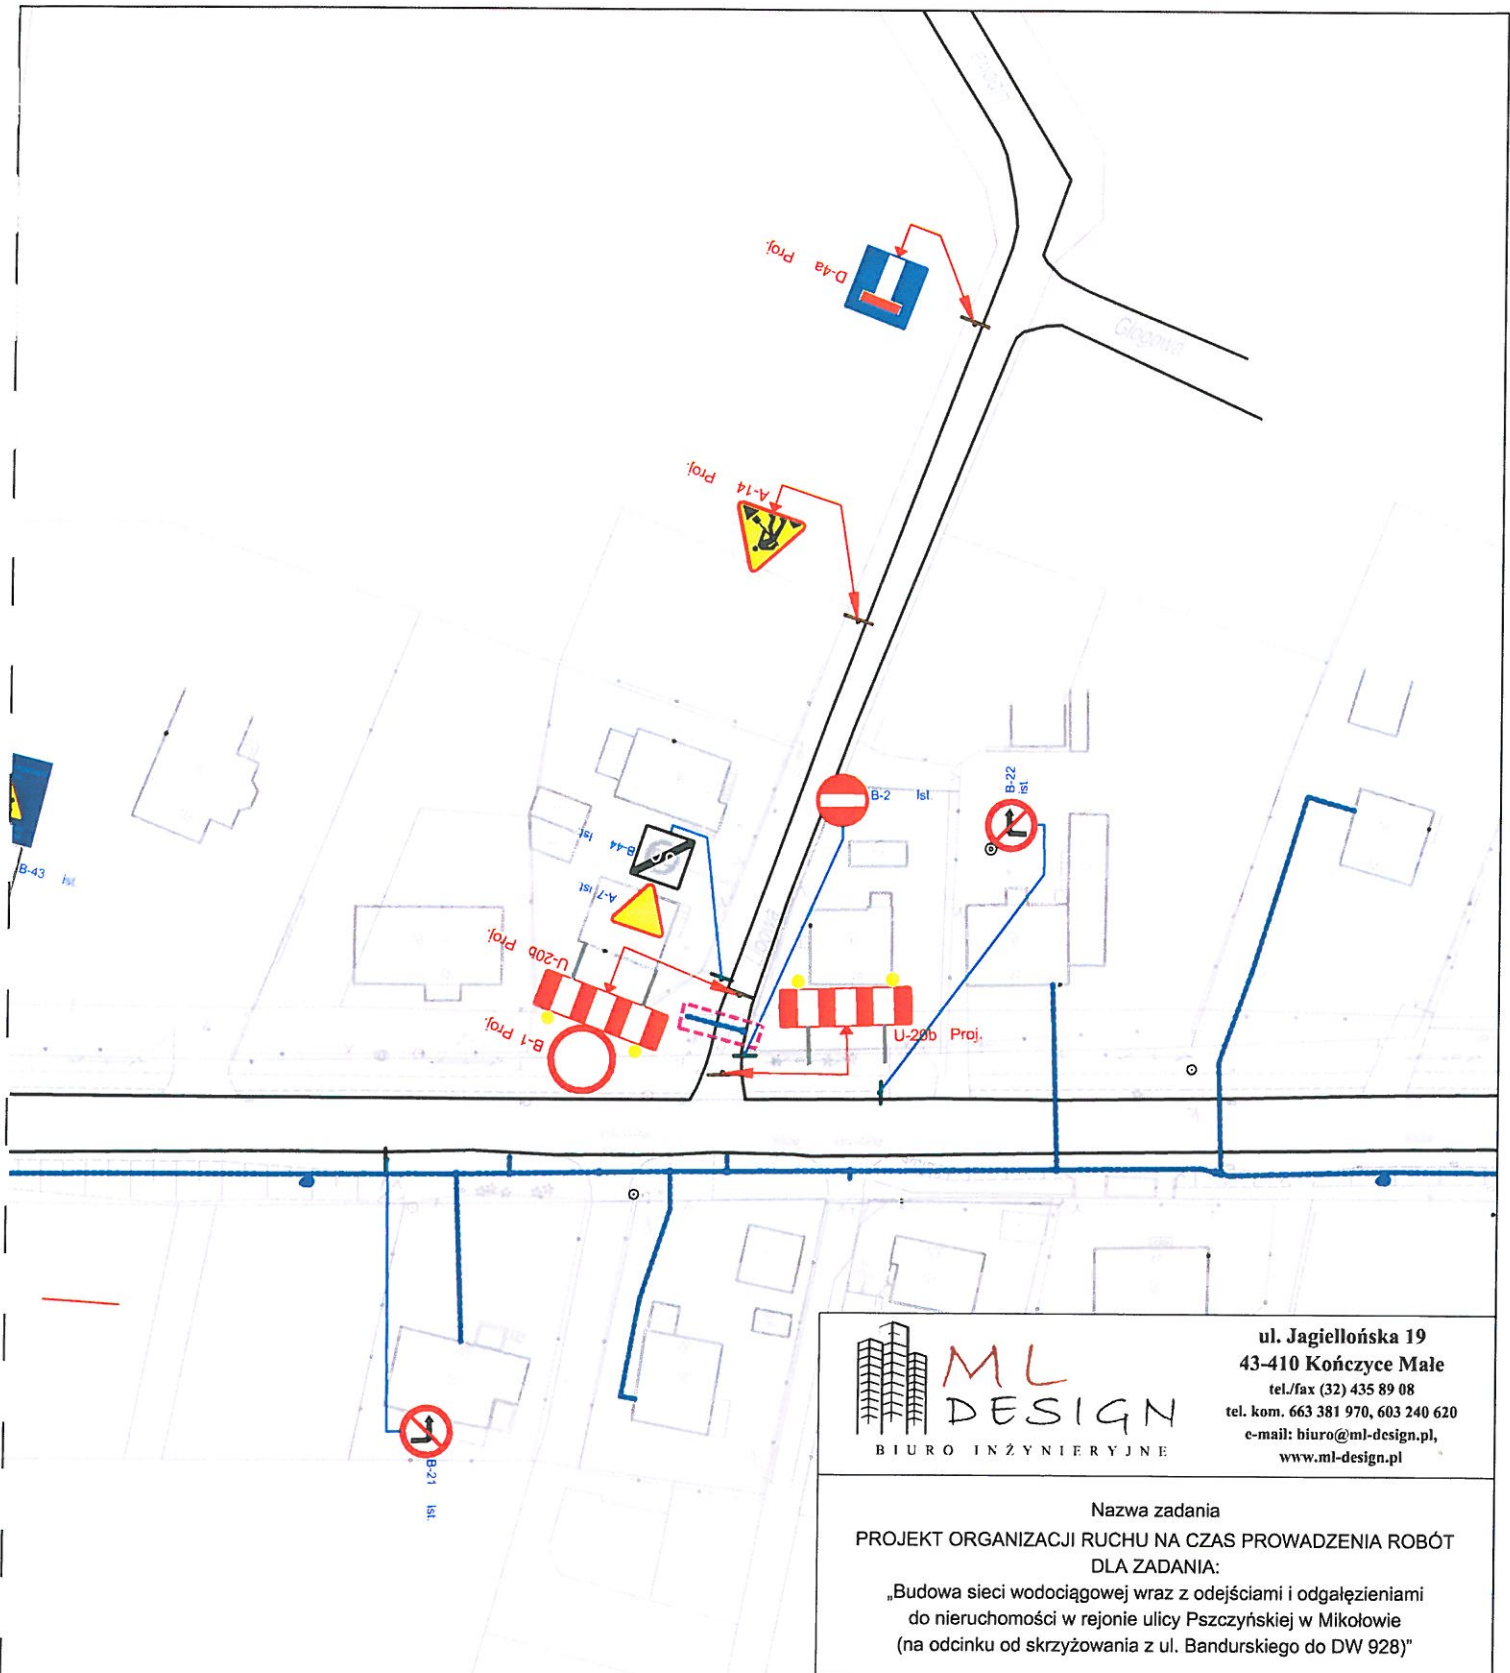 D-4a Proj.
Głogowa
A-14 Proj.
B-22
ist.
B-2 Ist.
B-44 Ist.
A-7 ist
B-43 ist
U-20b Proj.
B-1 Proj.
U-20b Proj.
B-21 ist.
ML
DESIGN
BIURO INŻYNIERYJNE
ul. Jagiellońska 19
43-410 Kończyce Małe
tel./fax (32) 435 89 08
tel. kom. 663 381 970, 603 240 620
e-mail: biuro@ml-design.pl,
www.ml-design.pl
Nazwa zadania
PROJEKT ORGANIZACJI RUCHU NA CZAS PROWADZENIA ROBÓT
DLA ZADANIA:
„Budowa sieci wodociągowej wraz z odejściami i odgałęzieniami
do nieruchomości w rejonie ulicy Pszczyńskiej w Mikołowie
(na odcinku od skrzyżowania z ul. Bandurskiego do DW 928)”